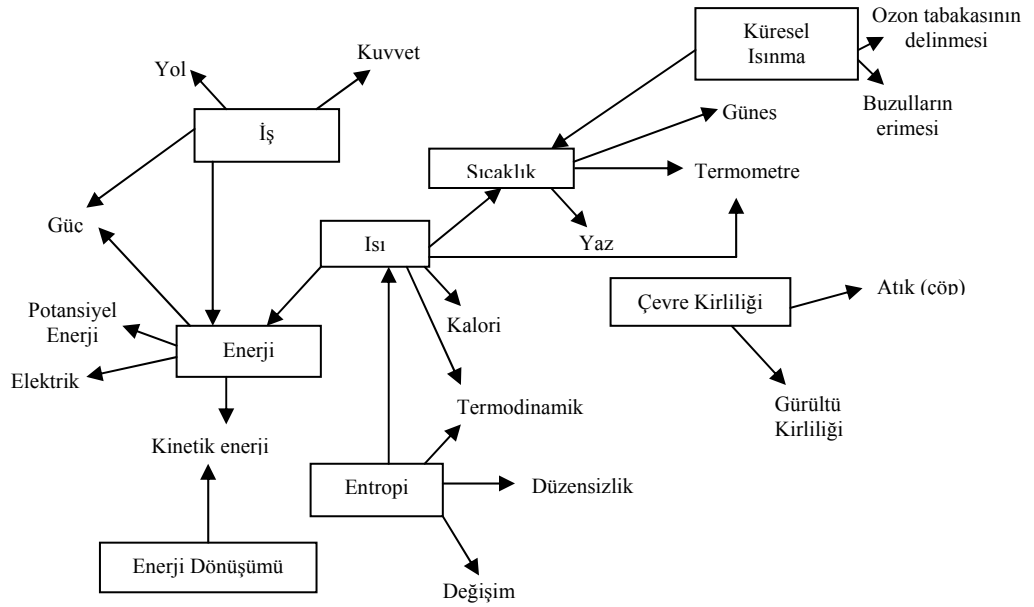 Ozon tabakasının
delinmesi
Küresel
Isınma
Kuvvet
Yol
Buzulların
erimesi
Günes
İş
Sıcaklık
Termometre
Güç
Isı
Yaz
Atık (çöp)
Çevre Kirliliği
Potansiyel
Enerji
Kalori
Enerji
Elektrik
Termodinamik
Gürültü
Kirliliği
Kinetik enerji
Entropi
Düzensizlik
Enerji Dönüşümü
Değişim